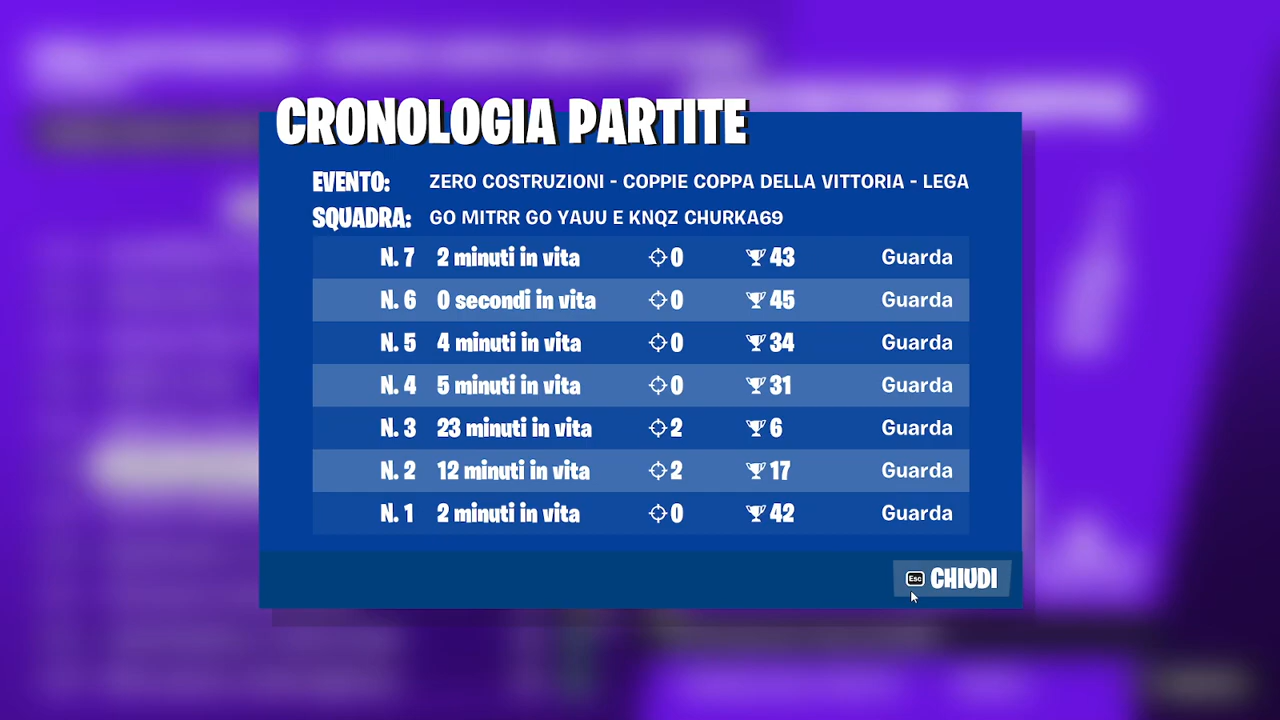 CRONOLOGIA PARTITE
EVENTO: ZERO COSTRUZIONI - COPPIE COPPA DELLA VITTORIA - LEGA
SQUADRA: GO MITRR GO YAUU E KNQZ CHURKA69
N. 7 2 minuti in vita 0 43 Guarda
N. 6 0 secondi in vita 0 45 Guarda
N. 5 4 minuti in vita 0 34 Guarda
N. 4 5 minuti in vita 0 31 Guarda
N. 3 23 minuti in vita 2 6 Guarda
N. 2 12 minuti in vita 2 17 Guarda
N. 1 2 minuti in vita 0 42 Guarda
Esc CHIUDI